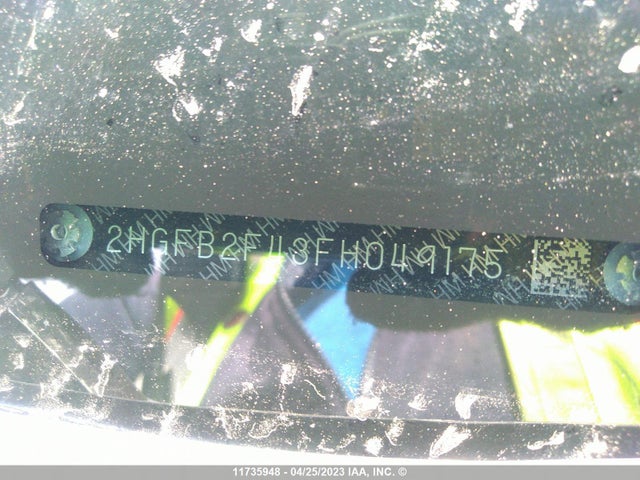 2HGFB2F43FH049175
11735948 - 04/25/2023 IAA, INC. ©